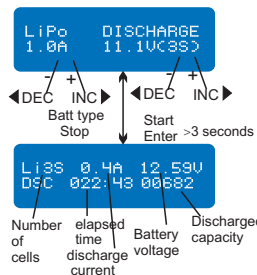 LiPo DISCHARGE
1.0A 11.1V(3S)
- + - +
◀DEC INC▶ ◀DEC INC▶
Batt type
Stop
Start
Enter >3 seconds
Li3S 0.4A 12.59V
DSC 022:43 00682
Number
of
cells
elapsed
time
discharge
current
Battery
voltage
Discharged
capacity